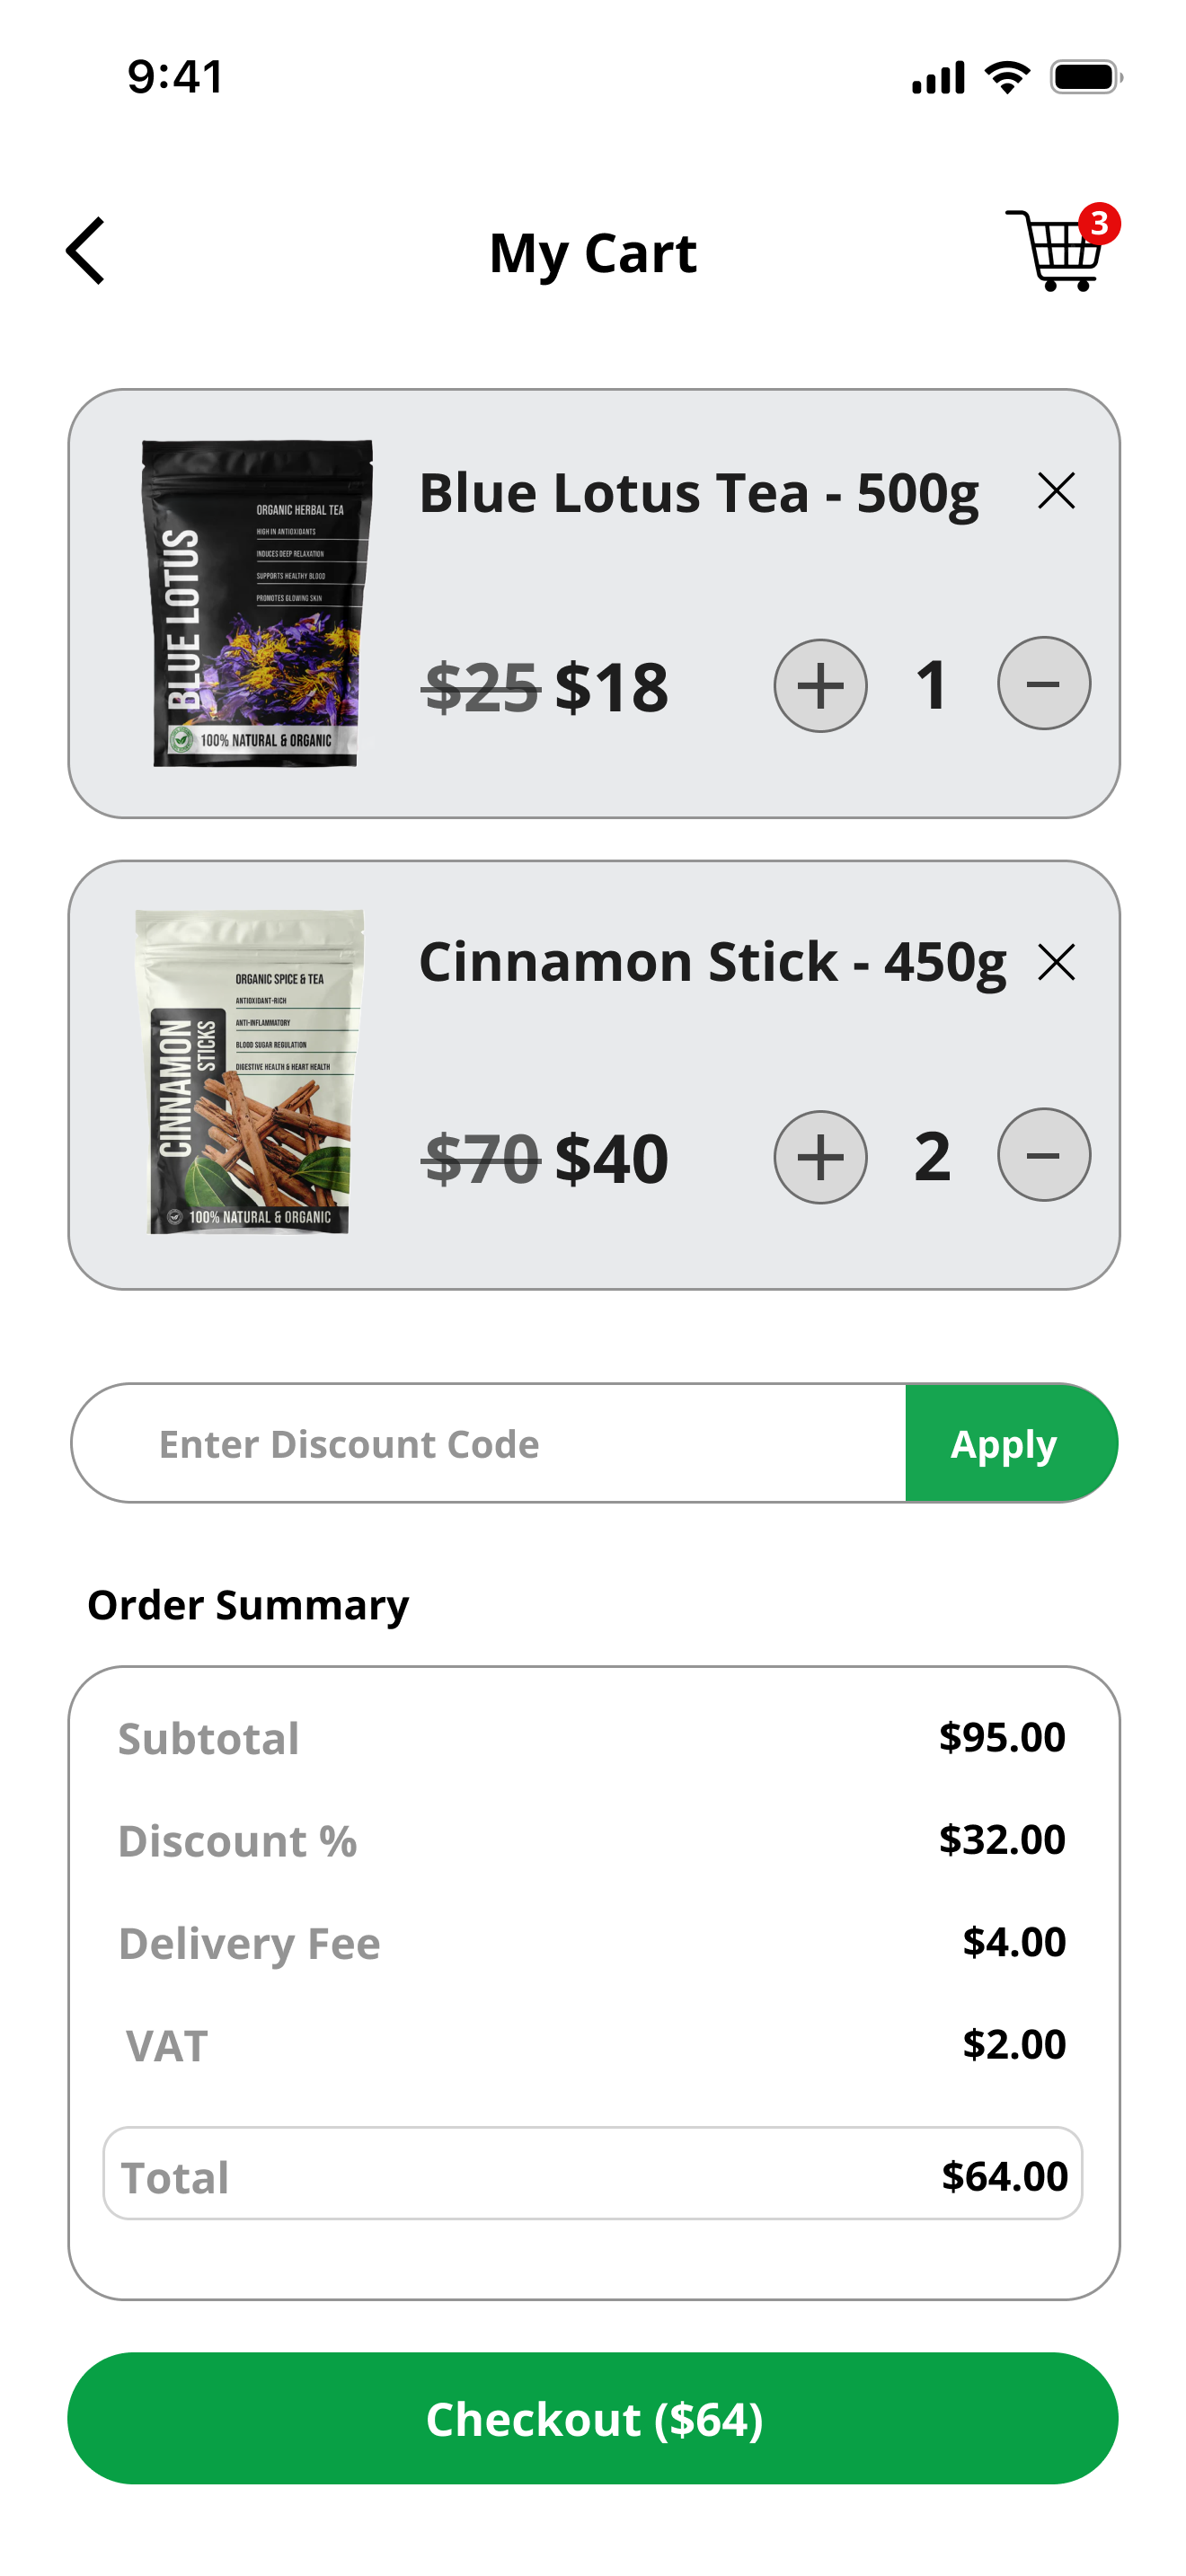 9:41
My Cart
3
Blue Lotus Tea - 500g
ORGANIC HERBAL TEA
HIGH IN ANTIOXIDANTS
INDUCES DEEP RELAXATION
SUPPORTS HEALTHY BLOOD
PROMOTES GLOWING SKIN
BLUE LOTUS
100% NATURAL & ORGANIC
$25 $18
1
Cinnamon Stick - 450g
ORGANIC SPICE & TEA
ANTIOXIDANT-RICH
ANTI-INFLAMMATORY
BLOOD SUGAR REGULATION
DIGESTIVE HEALTH & HEART HEALTH
CINNAMON
STICKS
100% NATURAL & ORGANIC
$70 $40
2
Enter Discount Code
Apply
Order Summary
Subtotal $95.00
Discount % $32.00
Delivery Fee $4.00
VAT $2.00
Total $64.00
Checkout ($64)